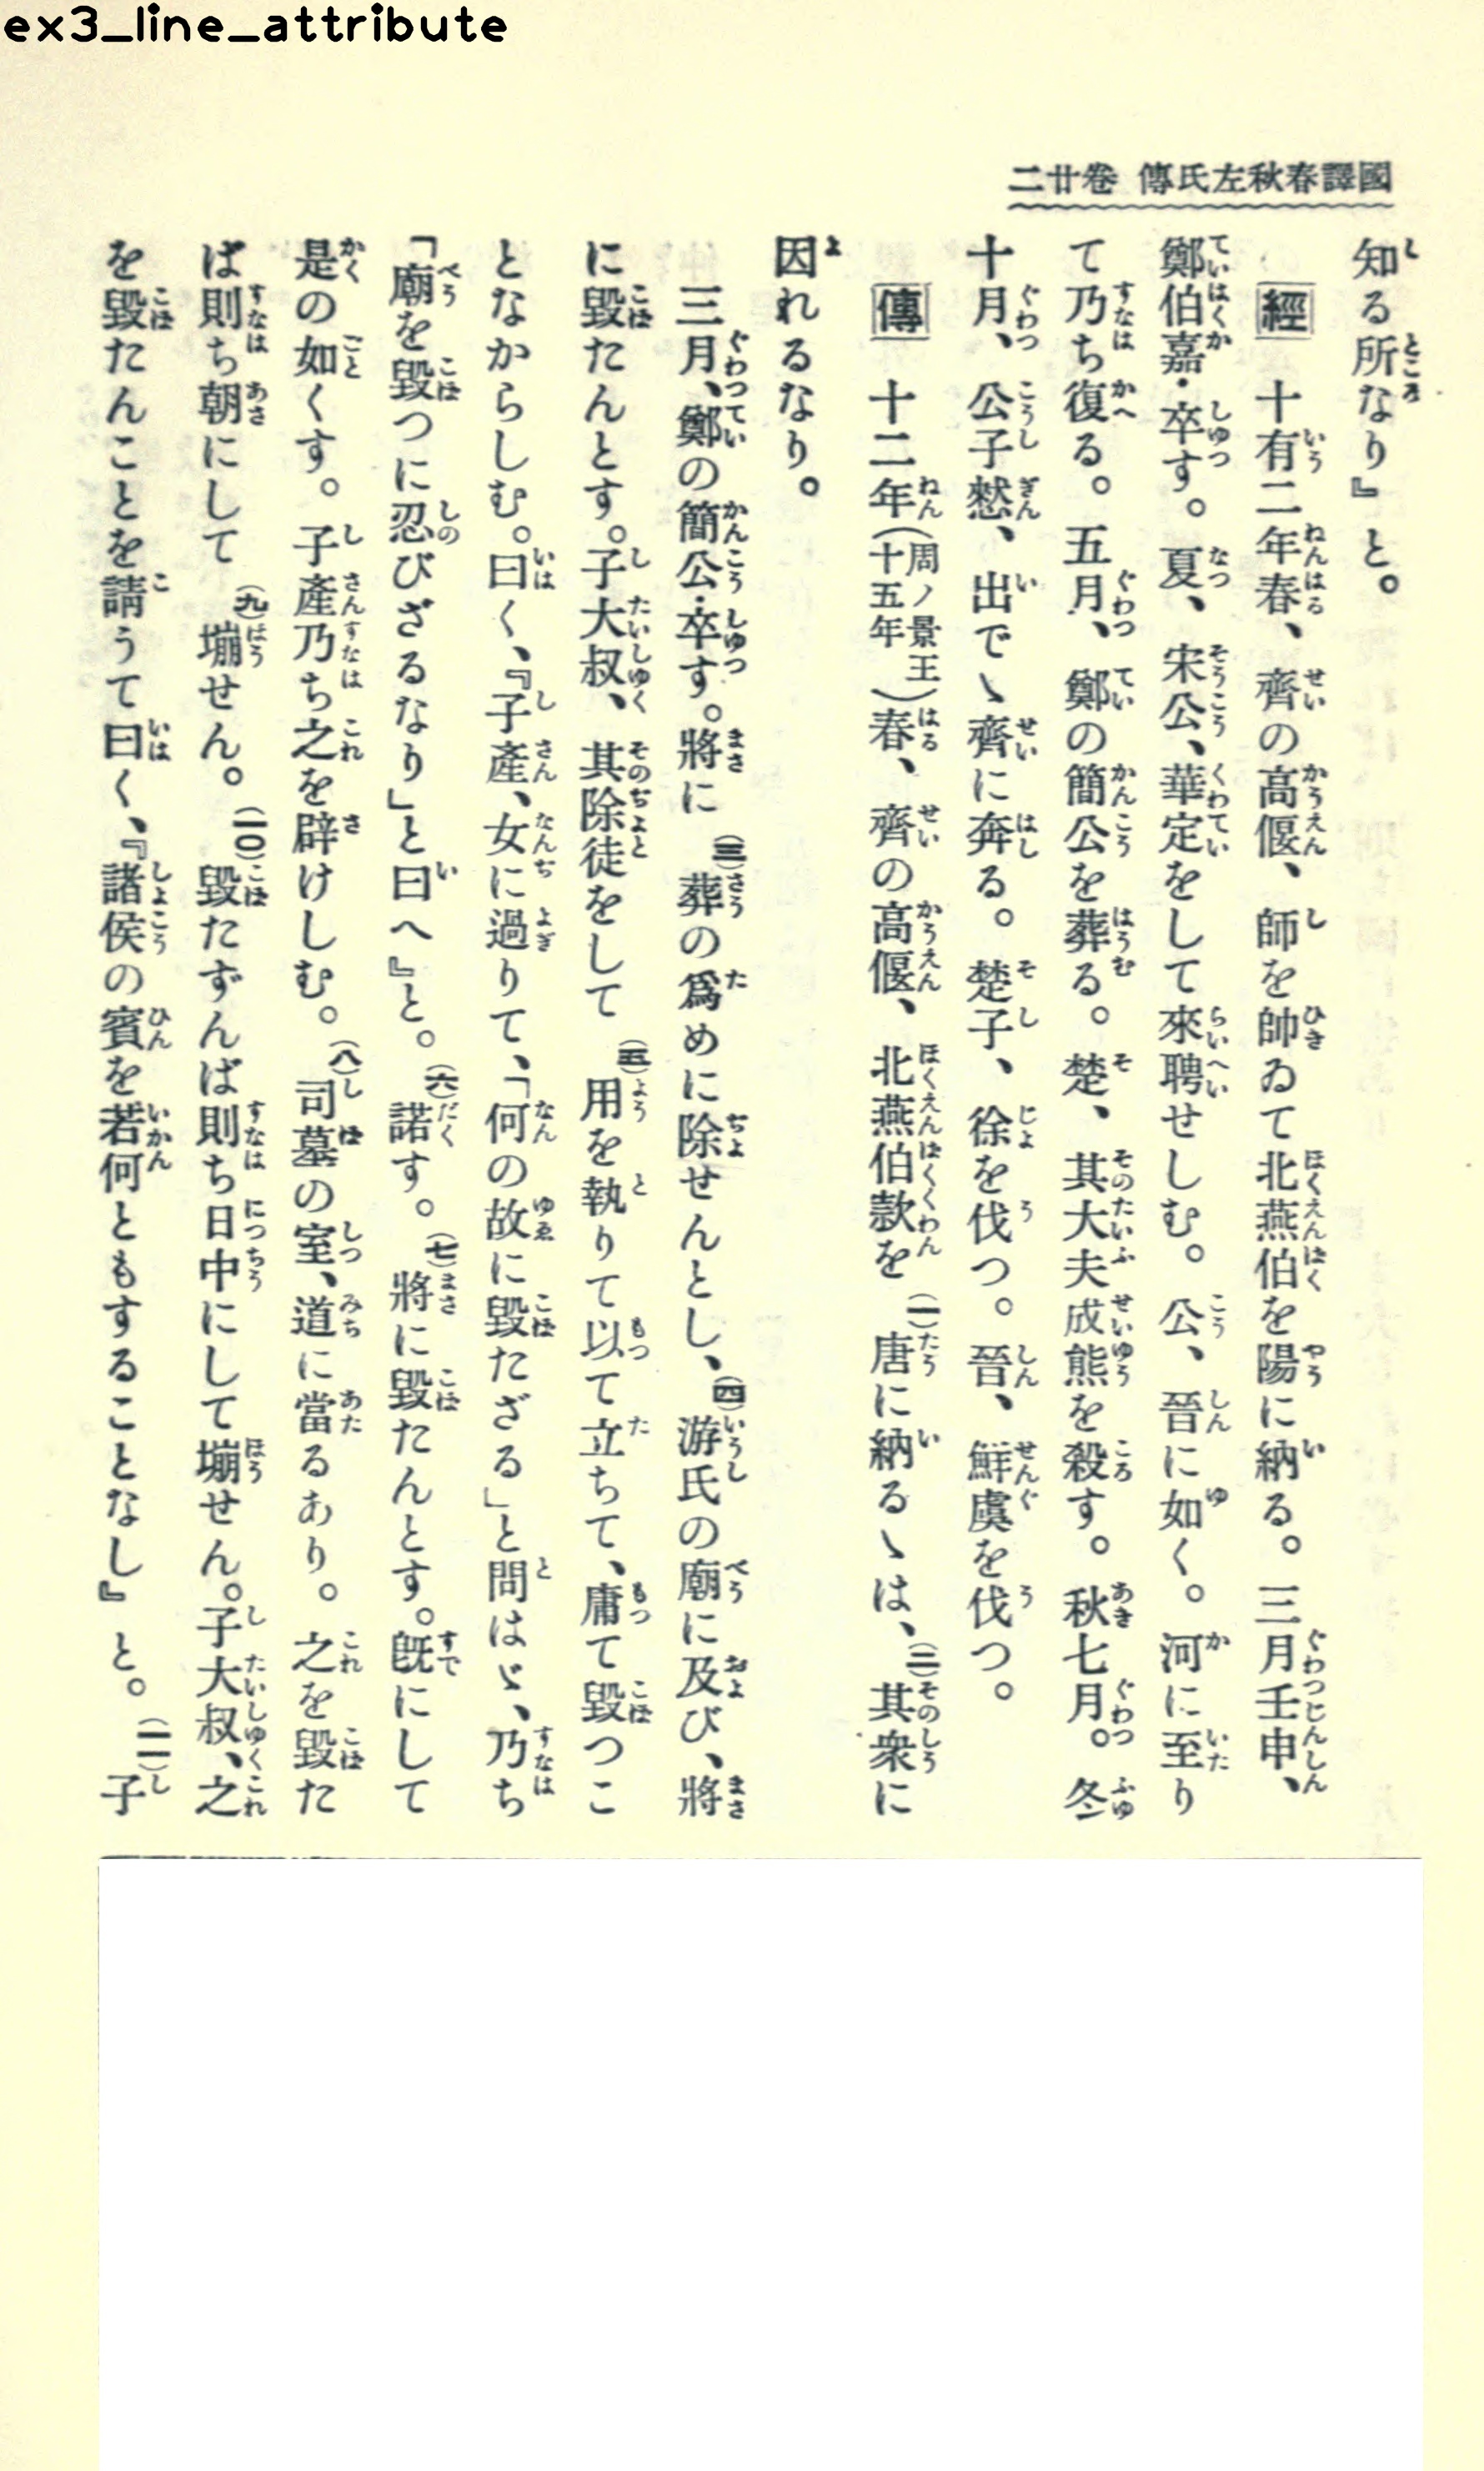 ex3_line_attribute
國譯春秋左氏傳 卷廿二
知る所なり』と。
經 十有二年春、齊の高偃、師を帥ゐて北燕伯を陽に納る。三月壬申、
鄭伯嘉・卒す。夏、宋公、華定をして來聘せしむ。公、晉に如く。河に至り
て乃ち復る。五月、鄭の簡公を葬る。楚、其大夫成熊を殺す。秋七月。冬
十月、公子憖、出でゝ齊に奔る。楚子、徐を伐つ。晉、鮮虞を伐つ。
傳 十二年(周ノ景王十五年)春、齊の高偃、北燕伯款を(一)唐に納るゝは、(二)其衆に
因れるなり。
三月、鄭の簡公・卒す。將に(三)葬の爲めに除せんとし、(四)游氏の廟に及び、將
に毀たんとす。子大叔、其除徒をして(五)用を執りて以て立ちて、庸て毀つこ
となからしむ。曰く、『子產、女に過りて、「何の故に毀たざる」と問はゞ、乃ち
「廟を毀つに忍びざるなり」と曰へ』と。(六)諾す。(七)將に毀たんとす。既にして
是の如くす。子產乃ち之を辟けしむ。(八)司墓の室、道に當るあり。之を毀た
ば則ち朝にして(九)塴せん。(一〇)毀たずんば則ち日中にして塴せん。子大叔、之
を毀たんことを請うて曰く、『諸侯の賓を若何ともすることなし』と。(一一)子